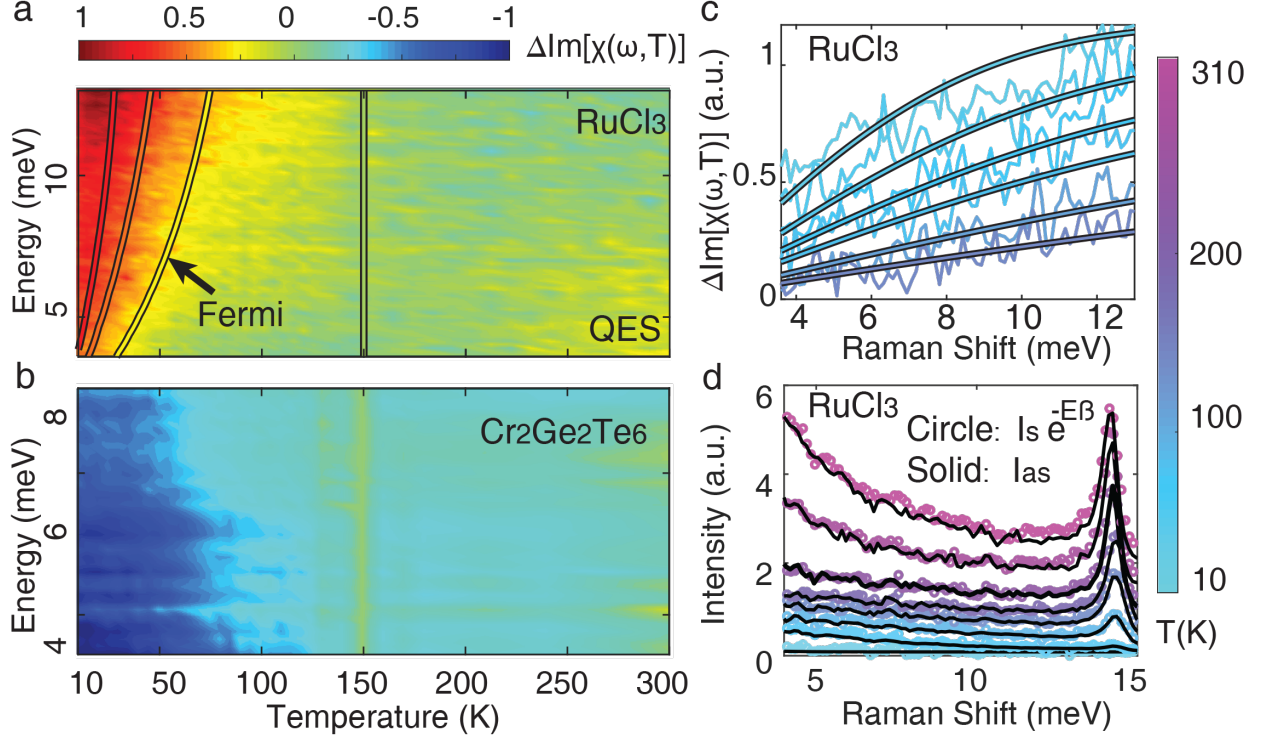 a
1 0.5 0 -0.5 -1
ΔIm[χ(ω,T)]
Energy (meV)
10
5
RuCl3
Fermi
QES
b
Energy (meV)
8
6
4
Cr2Ge2Te6
10 50 100 150 200 250 300
Temperature (K)
c
ΔIm[χ(ω,T)] (a.u.)
1
0.5
0
RuCl3
4 6 8 10 12
Raman Shift (meV)
d
Intensity (a.u.)
6
4
2
0
RuCl3
Circle: Is e-Eβ
Solid: Ias
5 10 15
Raman Shift (meV)
310
200
100
10
T(K)